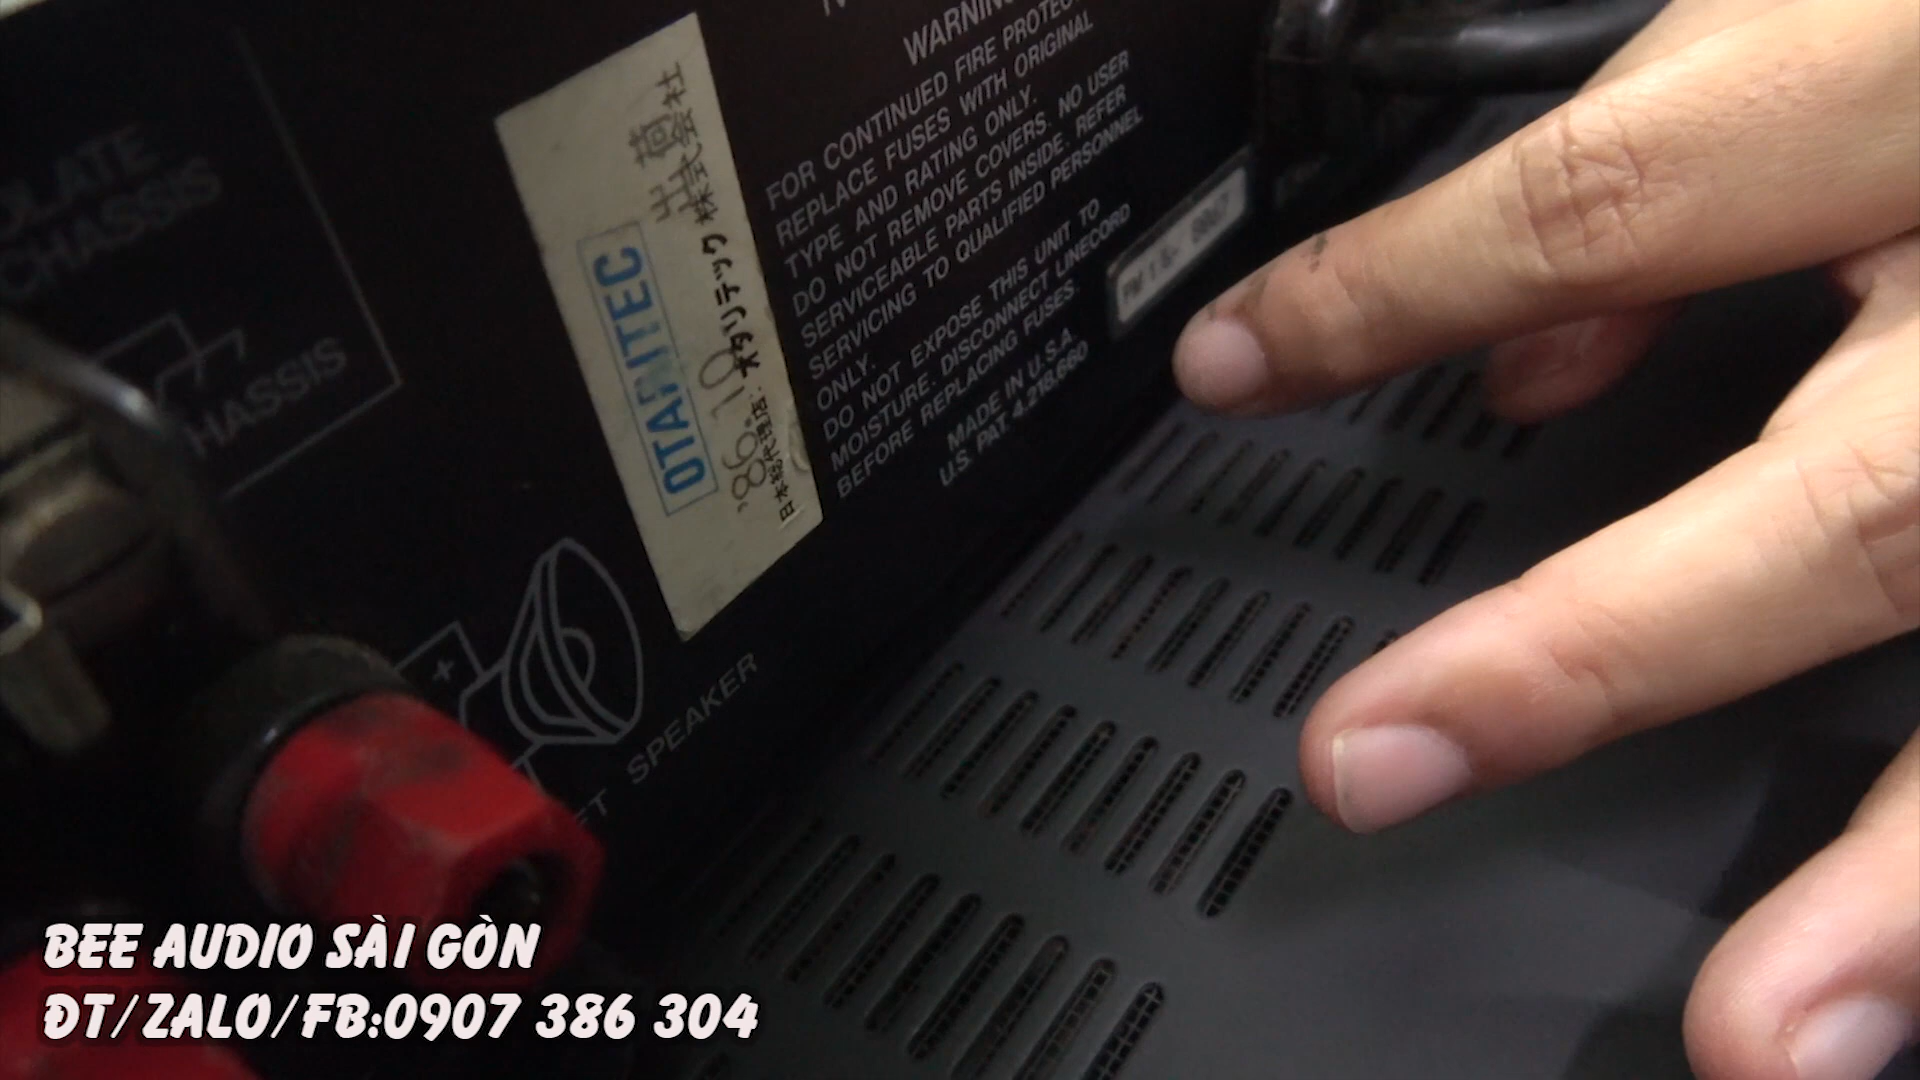 CHASSIS
CHASSIS
出荷
'86.10
OTARITEC
日本総代理店: オタリテック 株式会社
WARNING
FOR CONTINUED FIRE PROTEC
REPLACE FUSES WITH ORIGINAL
TYPE AND RATING ONLY.
DO NOT REMOVE COVERS. NO USER
SERVICEABLE PARTS INSIDE. REFER
SERVICING TO QUALIFIED PERSONNEL
ONLY.
DO NOT EXPOSE THIS UNIT TO
MOISTURE. DISCONNECT LINECORD
BEFORE REPLACING FUSES.
MADE IN U.S.A.
U.S. PAT. 4.218.660
+
SPEAKER
BEE AUDIO SÀI GÒN
ĐT/ZALO/FB:0907 386 304